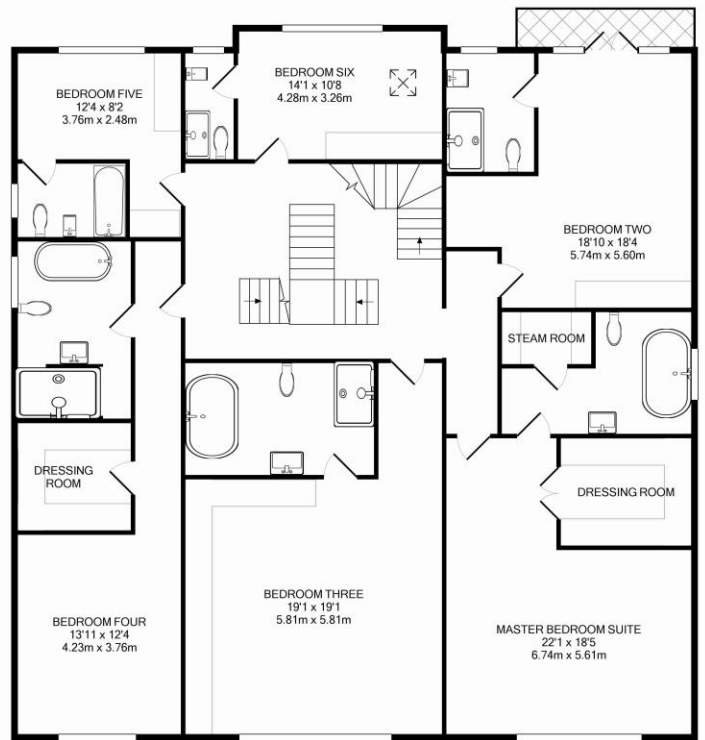 BEDROOM FIVE
12'4 x 8'2
3.76m x 2.48m
BEDROOM SIX
14'1 x 10'8
4.28m x 3.26m
BEDROOM TWO
18'10 x 18'4
5.74m x 5.60m
STEAM ROOM
DRESSING
ROOM
DRESSING ROOM
BEDROOM FOUR
13'11 x 12'4
4.23m x 3.76m
BEDROOM THREE
19'1 x 19'1
5.81m x 5.81m
MASTER BEDROOM SUITE
22'1 x 18'5
6.74m x 5.61m